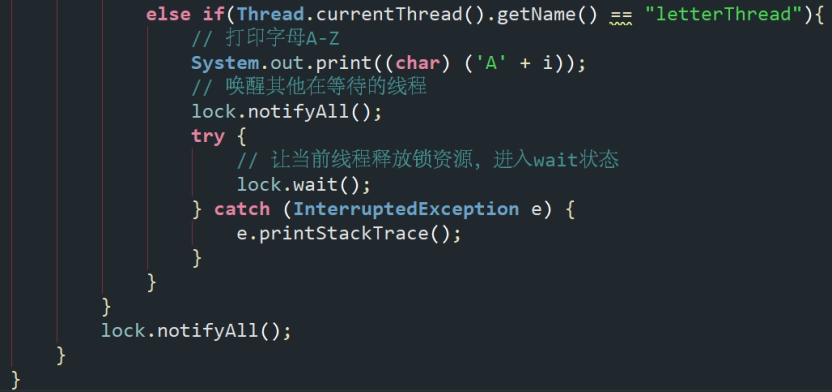 else if(Thread.currentThread().getName() == "letterThread"){
// 打印字母A-Z
System.out.print((char) ('A' + i));
// 唤醒其他在等待的线程
lock.notifyAll();
try {
// 让当前线程释放锁资源，进入wait状态
lock.wait();
} catch (InterruptedException e) {
e.printStackTrace();
}
}
}
lock.notifyAll();
}
}